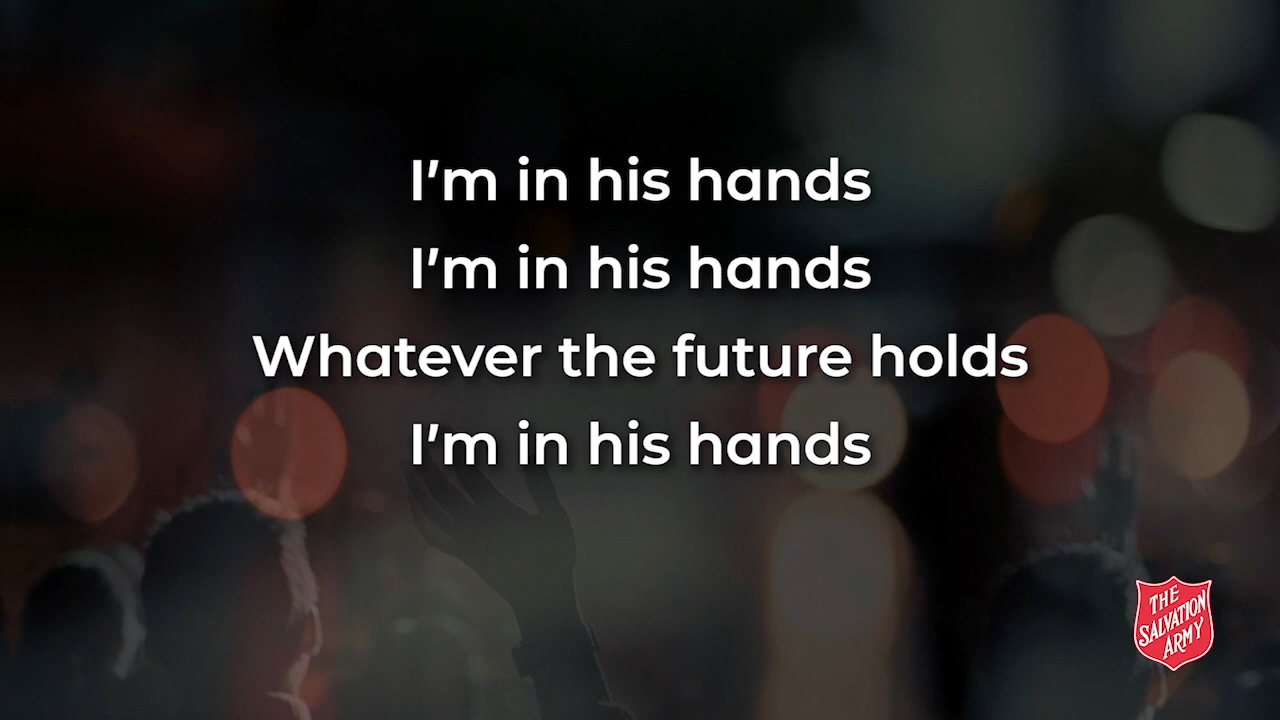 I'm in his hands
I'm in his hands
Whatever the future holds
I'm in his hands
THE
SALVATION
ARMY